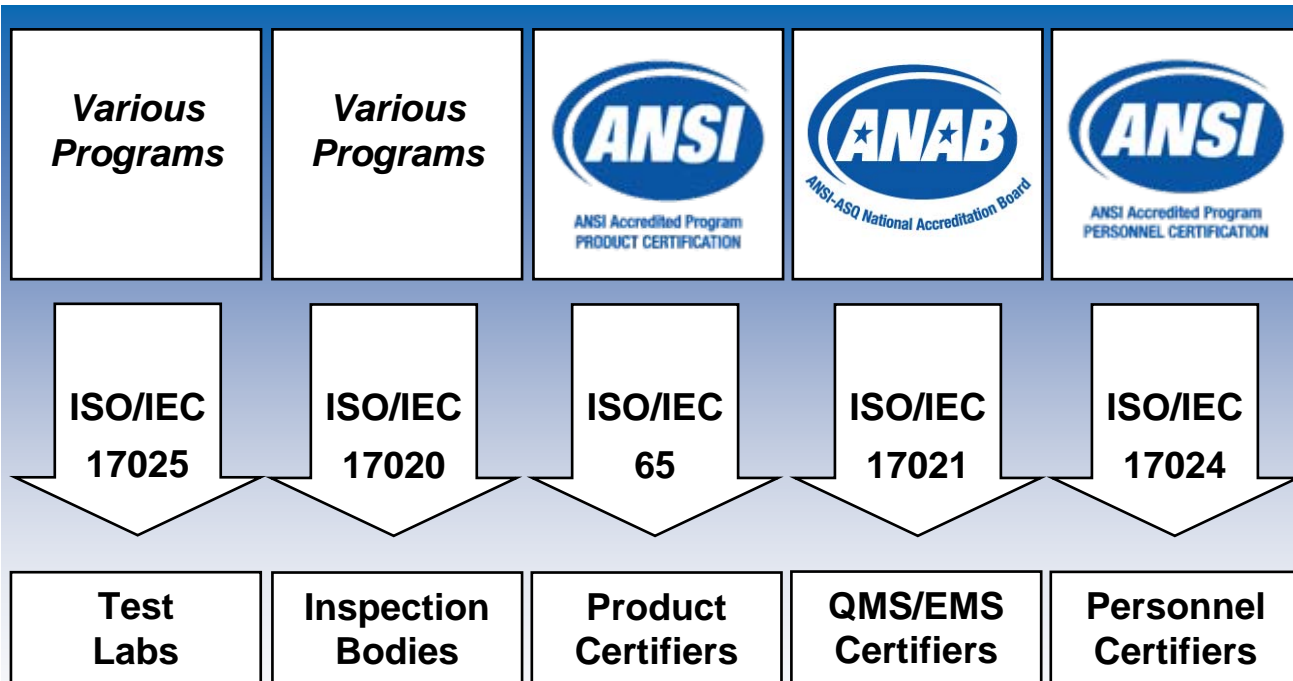 Various
Programs
Various
Programs
ANSI
ANSI Accredited Program
PRODUCT CERTIFICATION
ANAB
ANSI-ASQ National Accreditation Board
ANSI
ANSI Accredited Program
PERSONNEL CERTIFICATION
ISO/IEC
17025
ISO/IEC
17020
ISO/IEC
65
ISO/IEC
17021
ISO/IEC
17024
Test
Labs
Inspection
Bodies
Product
Certifiers
QMS/EMS
Certifiers
Personnel
Certifiers